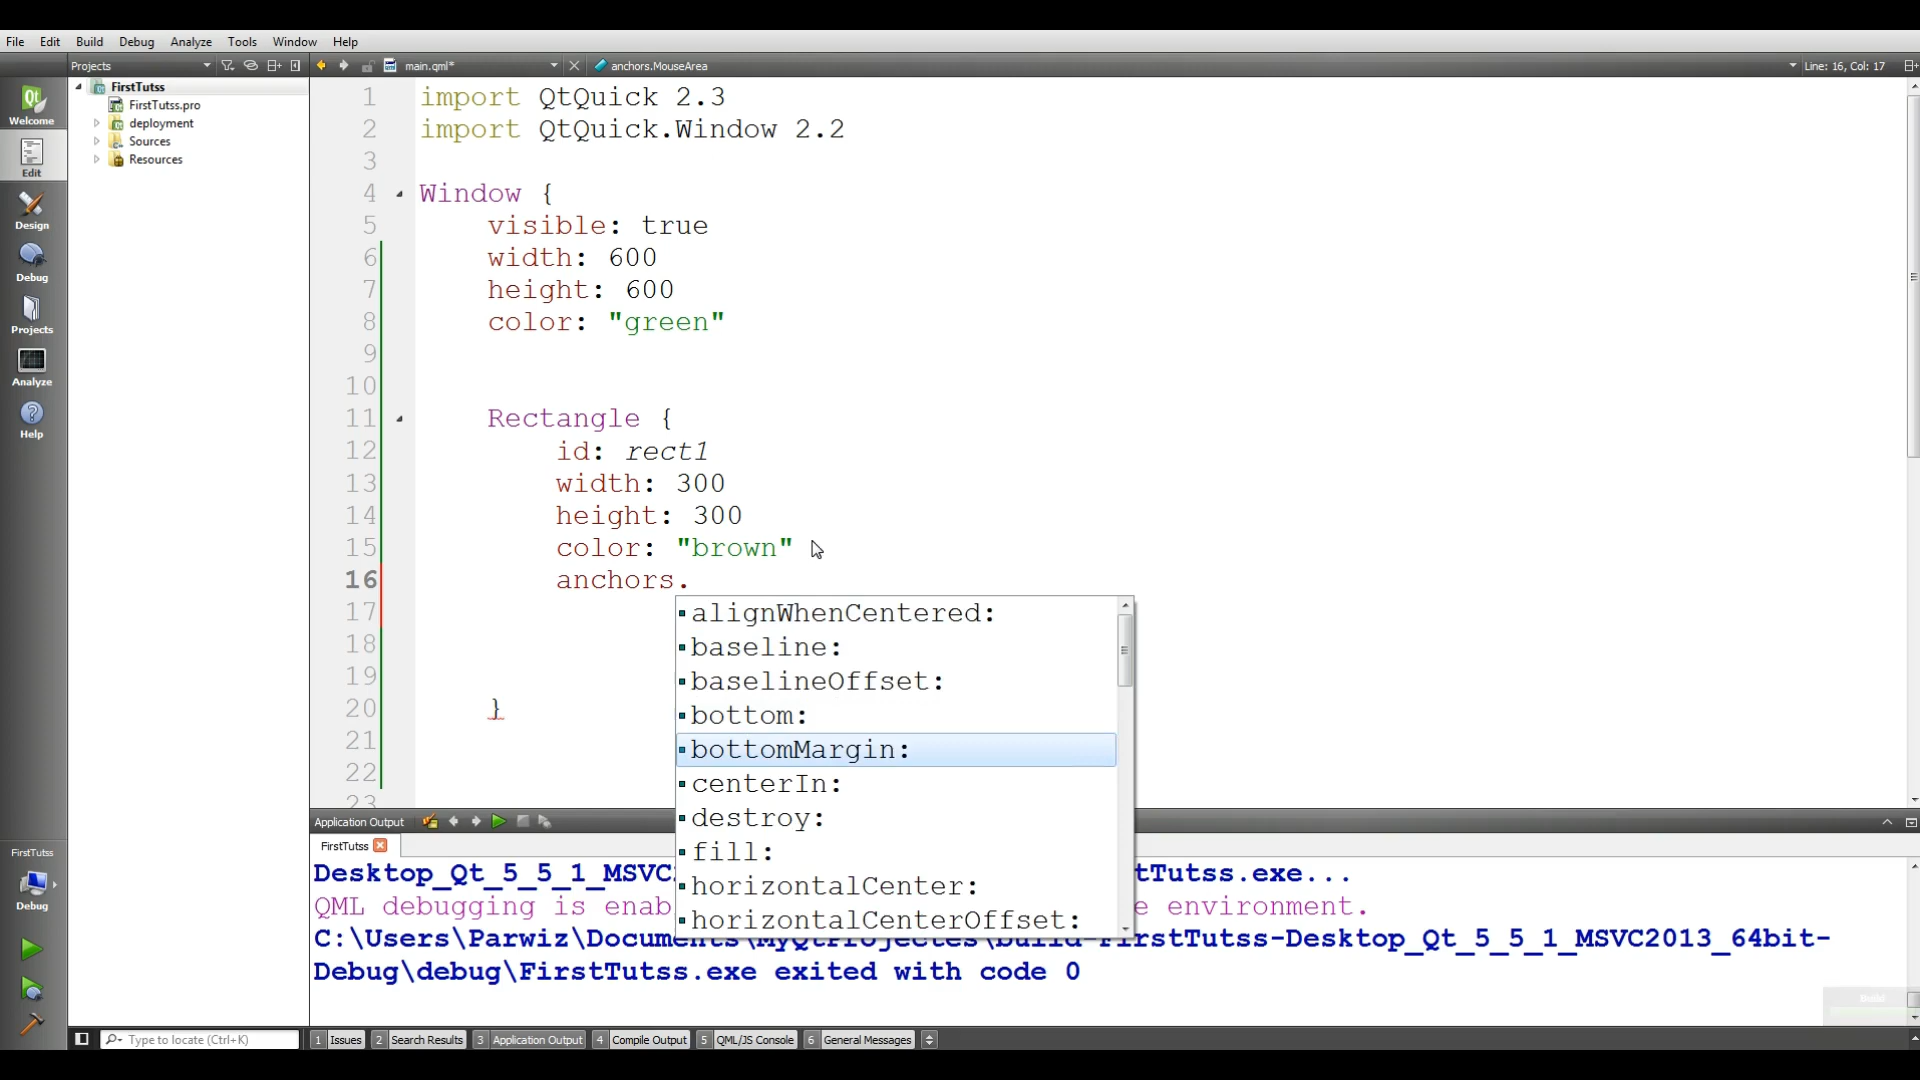 File Edit Build Debug Analyze Tools Window Help
Projects main.qml* anchors.MouseArea Line: 16, Col: 17
FirstTutss
FirstTutss.pro
deployment
Sources
Resources
Welcome
Edit
Design
Debug
Projects
Analyze
Help
1 import QtQuick 2.3
2 import QtQuick.Window 2.2
3
4 Window {
5 visible: true
6 width: 600
7 height: 600
8 color: "green"
9
10
11 Rectangle {
12 id: rect1
13 width: 300
14 height: 300
15 color: "brown"
16 anchors.
17
18
19
20 }
21
22
23
alignWhenCentered:
baseline:
baselineOffset:
bottom:
bottomMargin:
centerIn:
destroy:
fill:
horizontalCenter:
horizontalCenterOffset:
Application Output
FirstTutss
Desktop_Qt_5_5_1_MSVC tTutss.exe...
QML debugging is enab e environment.
C:\Users\Parwiz\Documents\MyQtProjectes\build-FirstTutss-Desktop_Qt_5_5_1_MSVC2013_64bit-
Debug\debug\FirstTutss.exe exited with code 0
FirstTutss
Debug
Build
Type to locate (Ctrl+K) 1 Issues 2 Search Results 3 Application Output 4 Compile Output 5 QML/JS Console 6 General Messages